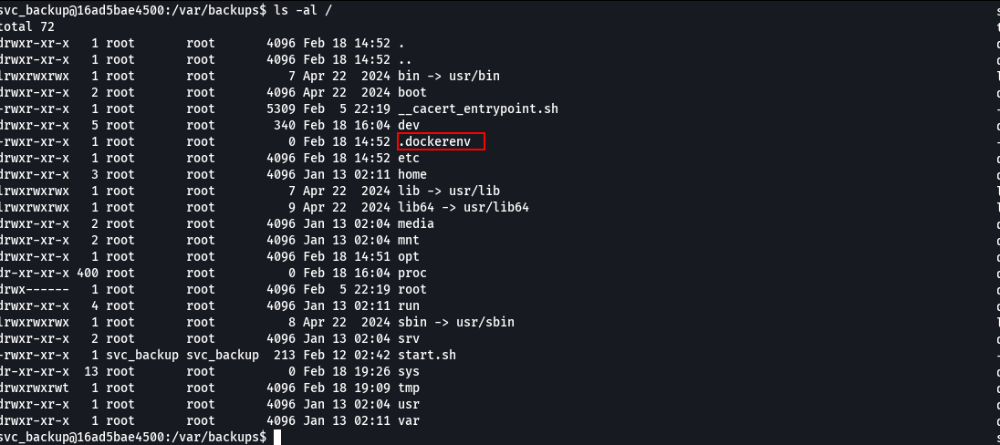 svc_backup@16ad5bae4500:/var/backups$ ls -al /
total 72
drwxr-xr-x   1 root       root       4096 Feb 18 14:52 .
drwxr-xr-x   1 root       root       4096 Feb 18 14:52 ..
lrwxrwxrwx   1 root       root          7 Apr 22  2024 bin -> usr/bin
drwxr-xr-x   2 root       root       4096 Apr 22  2024 boot
-rwxr-xr-x   1 root       root       5309 Feb  5 22:19 __cacert_entrypoint.sh
drwxr-xr-x   5 root       root        340 Feb 18 16:04 dev
-rwxr-xr-x   1 root       root          0 Feb 18 14:52 .dockerenv
drwxr-xr-x   1 root       root       4096 Feb 18 14:52 etc
drwxr-xr-x   3 root       root       4096 Jan 13 02:11 home
lrwxrwxrwx   1 root       root          7 Apr 22  2024 lib -> usr/lib
lrwxrwxrwx   1 root       root          9 Apr 22  2024 lib64 -> usr/lib64
drwxr-xr-x   2 root       root       4096 Jan 13 02:04 media
drwxr-xr-x   2 root       root       4096 Jan 13 02:04 mnt
drwxr-xr-x   1 root       root       4096 Feb 18 14:51 opt
dr-xr-xr-x 400 root       root          0 Feb 18 16:04 proc
drwx------   1 root       root       4096 Feb  5 22:19 root
drwxr-xr-x   4 root       root       4096 Jan 13 02:11 run
lrwxrwxrwx   1 root       root          8 Apr 22  2024 sbin -> usr/sbin
drwxr-xr-x   2 root       root       4096 Jan 13 02:04 srv
-rwxr-xr-x   1 svc_backup svc_backup  213 Feb 12 02:42 start.sh
dr-xr-xr-x  13 root       root          0 Feb 18 19:26 sys
drwxrwxrwt   1 root       root       4096 Feb 18 19:09 tmp
drwxr-xr-x   1 root       root       4096 Jan 13 02:04 usr
drwxr-xr-x   1 root       root       4096 Jan 13 02:11 var
svc_backup@16ad5bae4500:/var/backups$